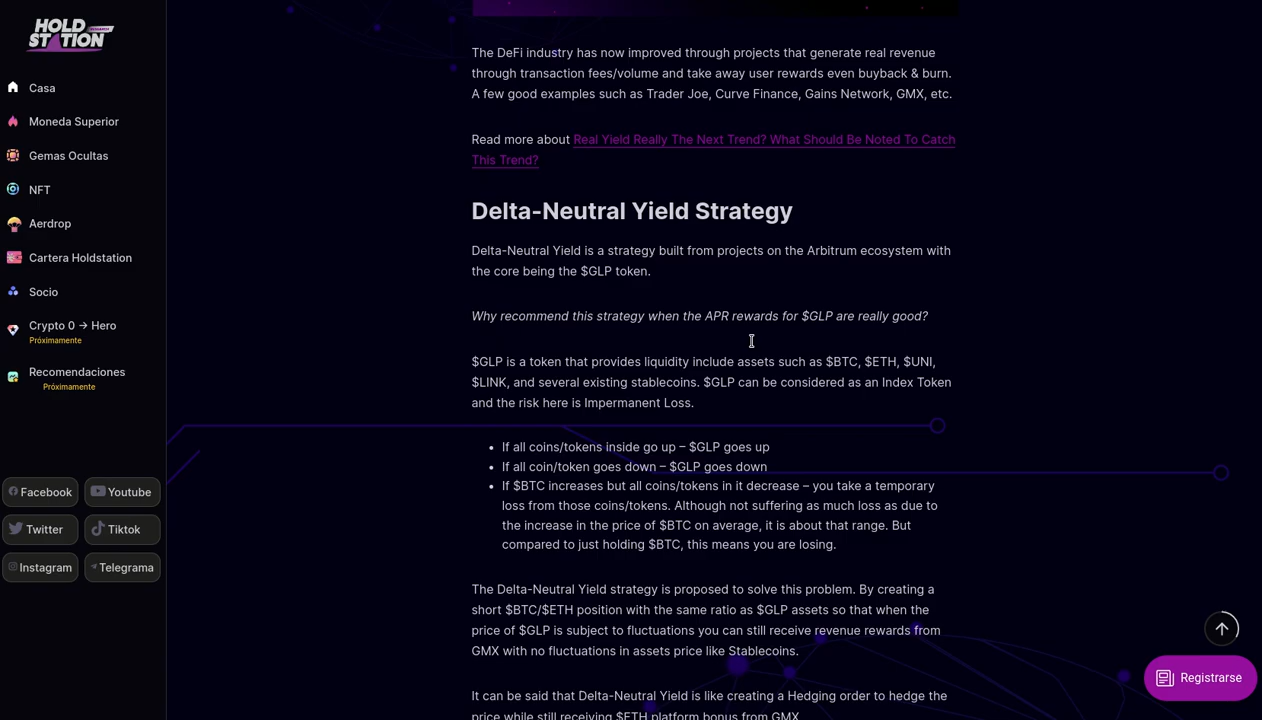 HOLD
STATION
Casa
Moneda Superior
Gemas Ocultas
NFT
Aerdrop
Cartera Holdstation
Socio
Crypto 0 → Hero
Próximamente
Recomendaciones
Próximamente
Facebook
Youtube
Twitter
Tiktok
Instagram
Telegrama
The DeFi industry has now improved through projects that generate real revenue
through transaction fees/volume and take away user rewards even buyback & burn.
A few good examples such as Trader Joe, Curve Finance, Gains Network, GMX, etc.
Read more about Real Yield Really The Next Trend? What Should Be Noted To Catch
This Trend?
Delta-Neutral Yield Strategy
Delta-Neutral Yield is a strategy built from projects on the Arbitrum ecosystem with
the core being the $GLP token.
Why recommend this strategy when the APR rewards for $GLP are really good?
$GLP is a token that provides liquidity include assets such as $BTC, $ETH, $UNI,
$LINK, and several existing stablecoins. $GLP can be considered as an Index Token
and the risk here is Impermanent Loss.
• If all coins/tokens inside go up – $GLP goes up
• If all coin/token goes down – $GLP goes down
• If $BTC increases but all coins/tokens in it decrease – you take a temporary
loss from those coins/tokens. Although not suffering as much loss as due to
the increase in the price of $BTC on average, it is about that range. But
compared to just holding $BTC, this means you are losing.
The Delta-Neutral Yield strategy is proposed to solve this problem. By creating a
short $BTC/$ETH position with the same ratio as $GLP assets so that when the
price of $GLP is subject to fluctuations you can still receive revenue rewards from
GMX with no fluctuations in assets price like Stablecoins.
It can be said that Delta-Neutral Yield is like creating a Hedging order to hedge the
price while still receiving $ETH platform bonus from GMX.
Registrarse